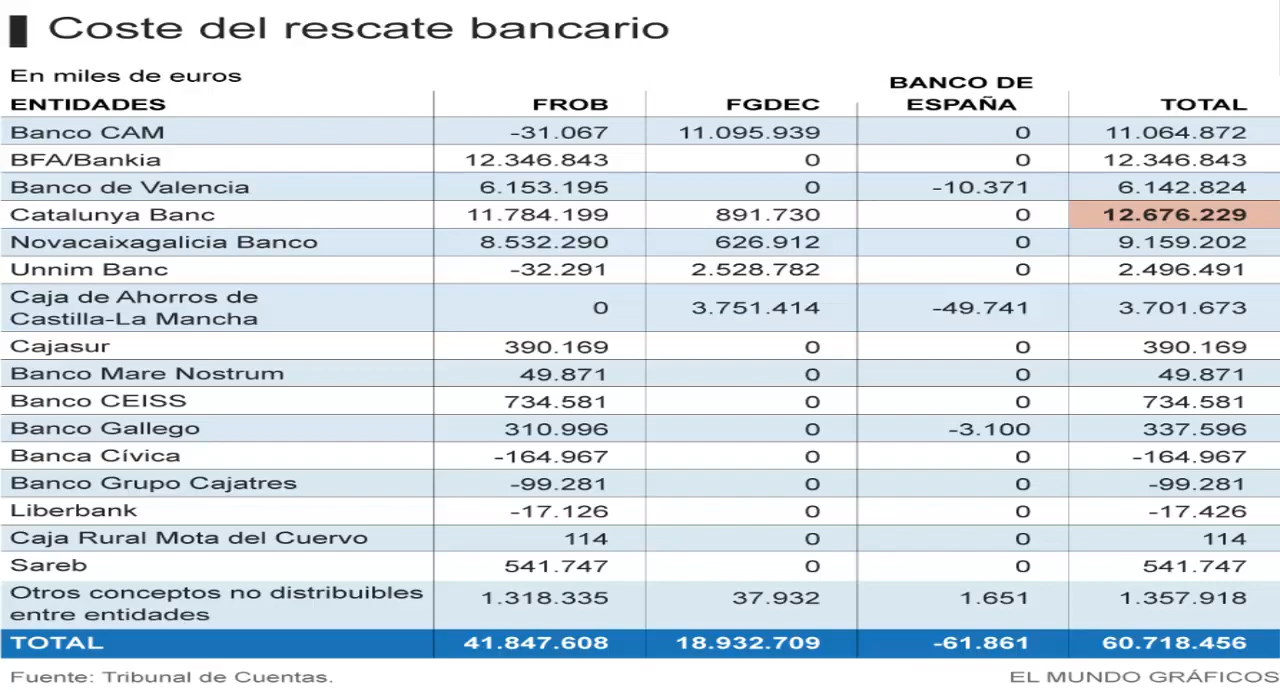 Coste del rescate bancario
En miles de euros
ENTIDADES FROB FGDEC BANCO DE ESPAÑA TOTAL
Banco CAM -31.067 11.095.939 0 11.064.872
BFA/Bankia 12.346.843 0 0 12.346.843
Banco de Valencia 6.153.195 0 -10.371 6.142.824
Catalunya Banc 11.784.199 891.730 0 12.676.229
Novacaixagalicia Banco 8.532.290 626.912 0 9.159.202
Unnim Banc -32.291 2.528.782 0 2.496.491
Caja de Ahorros de
Castilla-La Mancha 0 3.751.414 -49.741 3.701.673
Cajasur 390.169 0 0 390.169
Banco Mare Nostrum 49.871 0 0 49.871
Banco CEISS 734.581 0 0 734.581
Banco Gallego 310.996 0 -3.100 337.596
Banca Cívica -164.967 0 0 -164.967
Banco Grupo Cajatres -99.281 0 0 -99.281
Liberbank -17.126 0 0 -17.426
Caja Rural Mota del Cuervo 114 0 0 114
Sareb 541.747 0 0 541.747
Otros conceptos no distribuibles
entre entidades 1.318.335 37.932 1.651 1.357.918
TOTAL 41.847.608 18.932.709 -61.861 60.718.456
Fuente: Tribunal de Cuentas. EL MUNDO GRÁFICOS